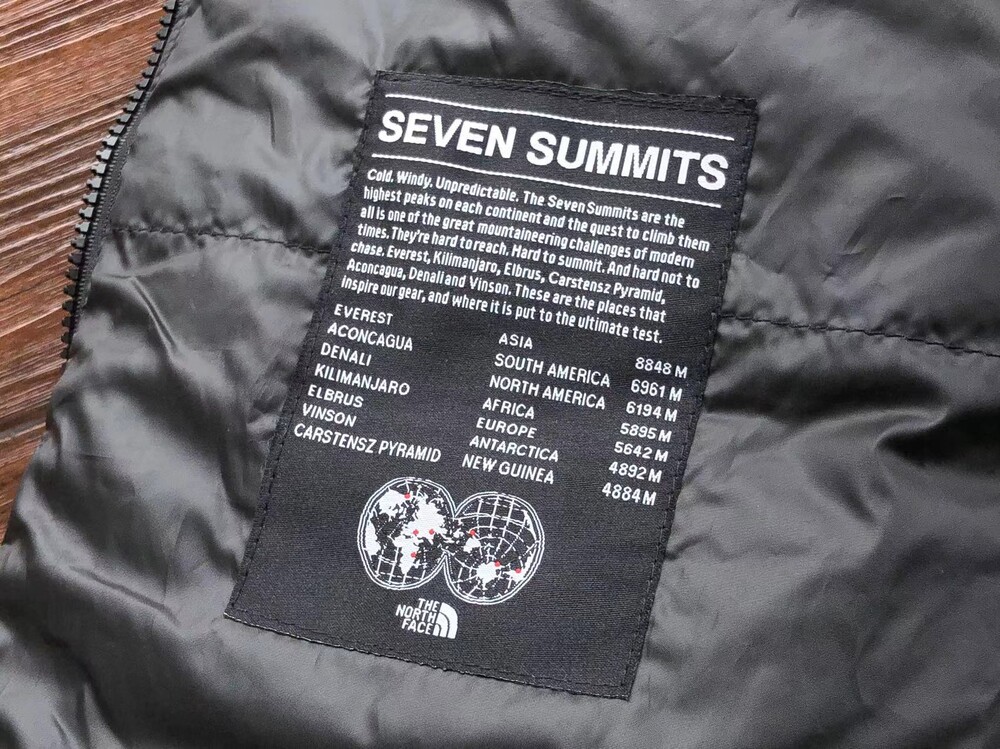 SEVEN SUMMITS
Cold. Windy. Unpredictable. The Seven Summits are the
highest peaks on each continent and the quest to climb them
all is one of the great mountaineering challenges of modern
times. They're hard to reach. Hard to summit. And hard not to
chase. Everest, Kilimanjaro, Elbrus, Carstensz Pyramid,
Aconcagua, Denali and Vinson. These are the places that
inspire our gear, and where it is put to the ultimate test.
EVEREST ASIA 8848 M
ACONCAGUA SOUTH AMERICA 6961 M
DENALI NORTH AMERICA 6194 M
KILIMANJARO AFRICA 5895 M
ELBRUS EUROPE 5642 M
VINSON ANTARCTICA 4892 M
CARSTENSZ PYRAMID NEW GUINEA 4884 M
THE
NORTH
FACE